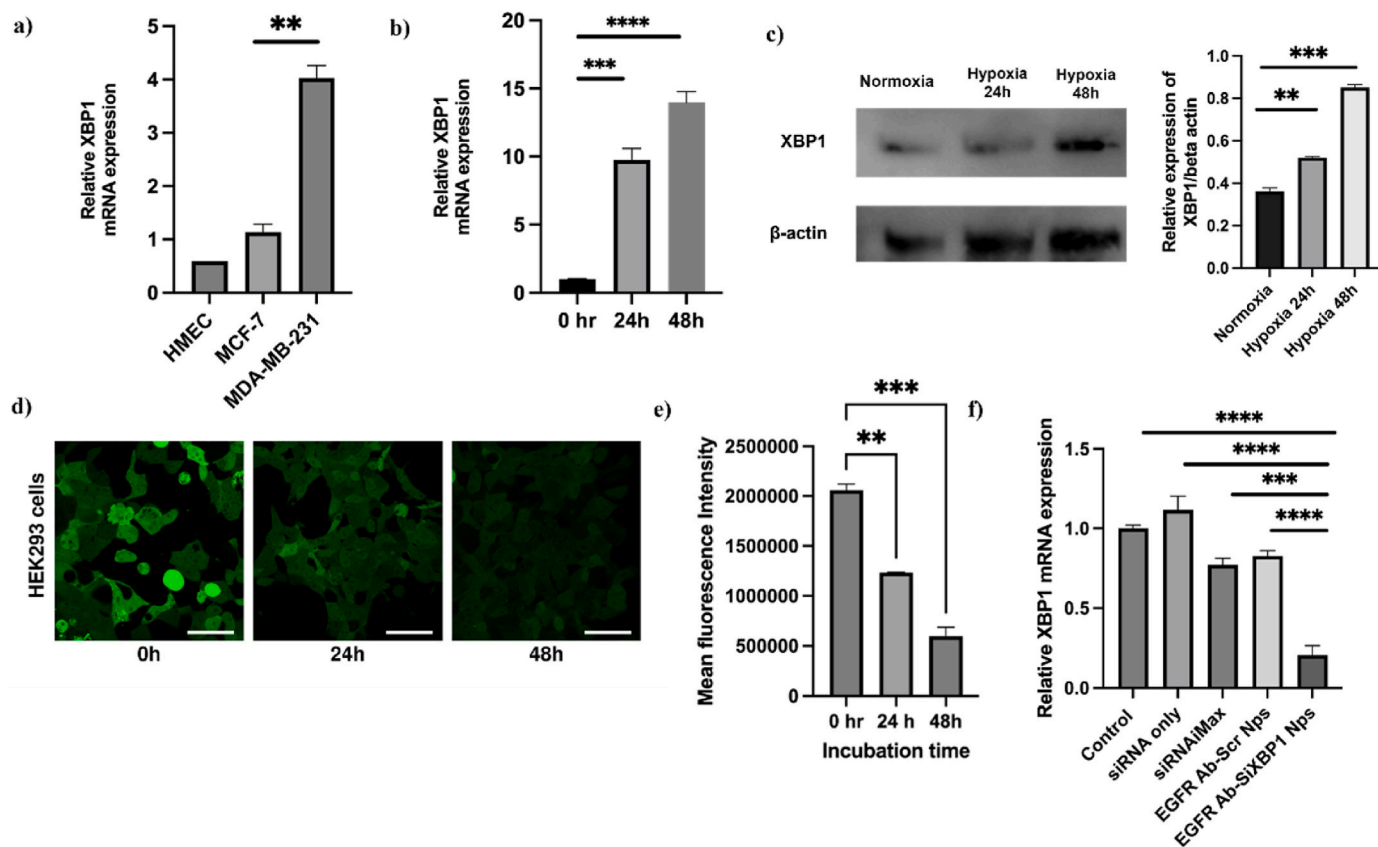 a)
Relative XBP1
mRNA expression
5
4
3
2
1
0
**
HMEC
MCF-7
MDA-MB-231
b)
Relative XBP1
mRNA expression
20
15
10
5
0
****
***
0 hr
24h
48h
c)
Normoxia
Hypoxia
24h
Hypoxia
48h
XBP1
β-actin
Relative expression of
XBP1/beta actin
1.0
0.8
0.6
0.4
0.2
0.0
***
**
Normoxia
Hypoxia 24h
Hypoxia 48h
d)
HEK293 cells
0h
24h
48h
e)
Mean fluorescence Intensity
2500000
2000000
1500000
1000000
500000
0
***
**
0 hr
24 h
48h
Incubation time
f)
Relative XBP1 mRNA expression
1.5
1.0
0.5
0.0
****
****
***
****
Control
siRNA only
siRNAiMax
EGFR Ab-Scr Nps
EGFR Ab-SiXBP1 Nps